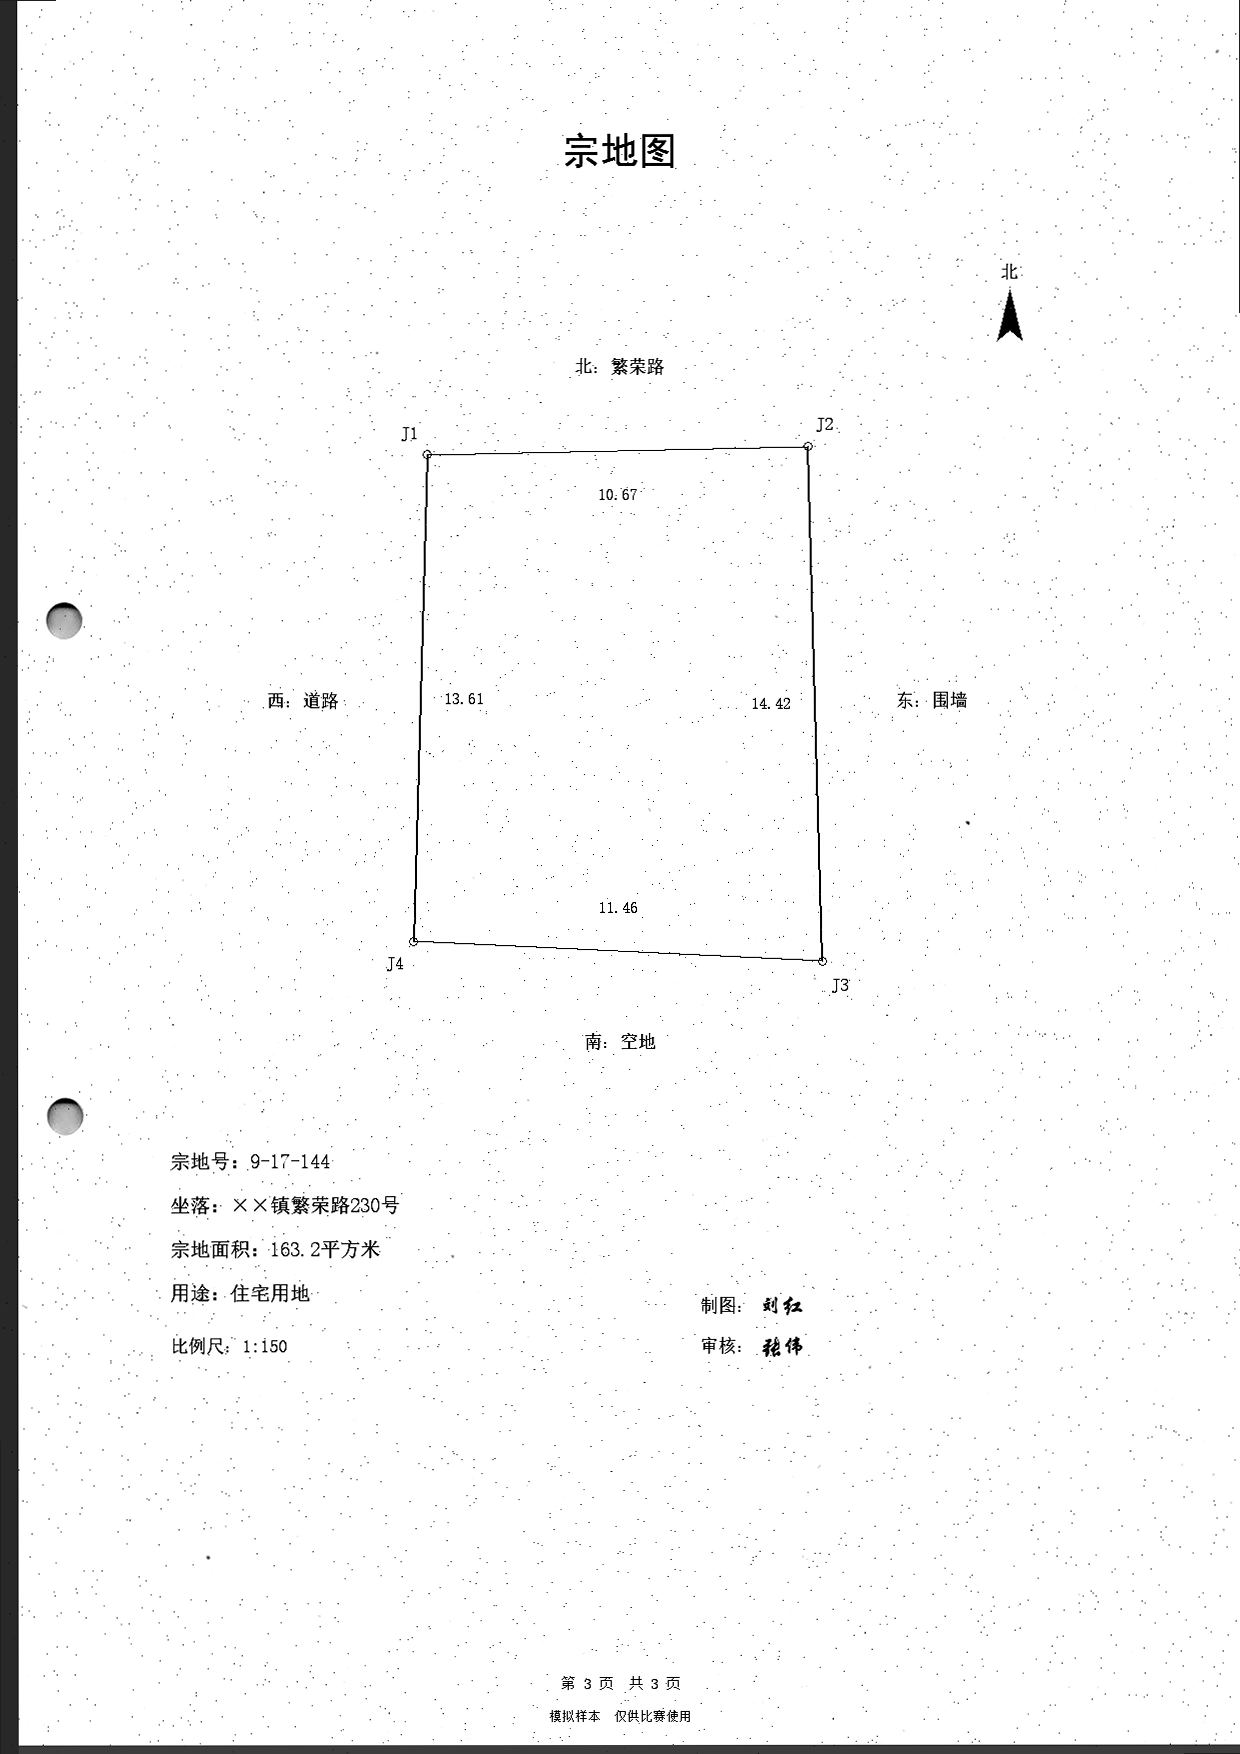 宗地图
北
北：繁荣路
J1
J2
10.67
西：道路
13.61
14.42
东：围墙
11.46
J4
J3
南：空地
宗地号：9-17-144
坐落：××镇繁荣路230号
宗地面积：163.2平方米
用途：住宅用地
制图：刘红
比例尺：1:150
审核：张伟
第 3 页 共 3 页
模拟样本 仅供比赛使用